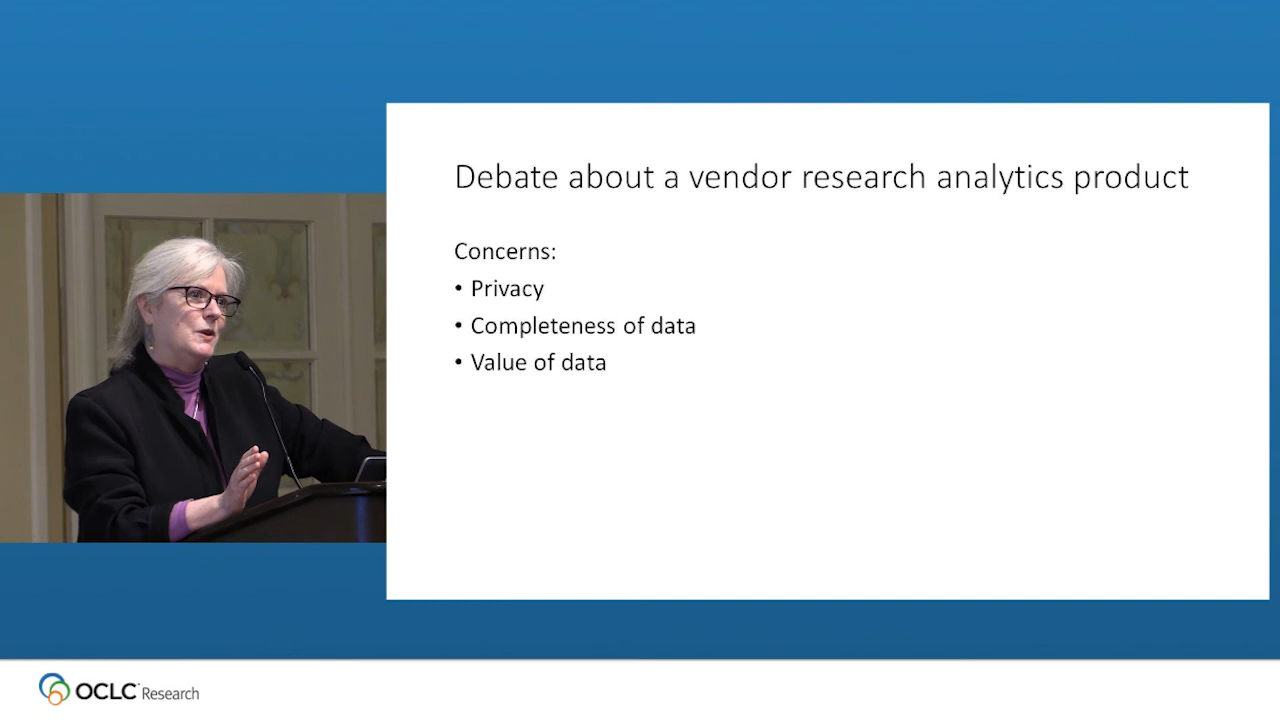 Debate about a vendor research analytics product
Concerns:
• Privacy
• Completeness of data
• Value of data
OCLC Research